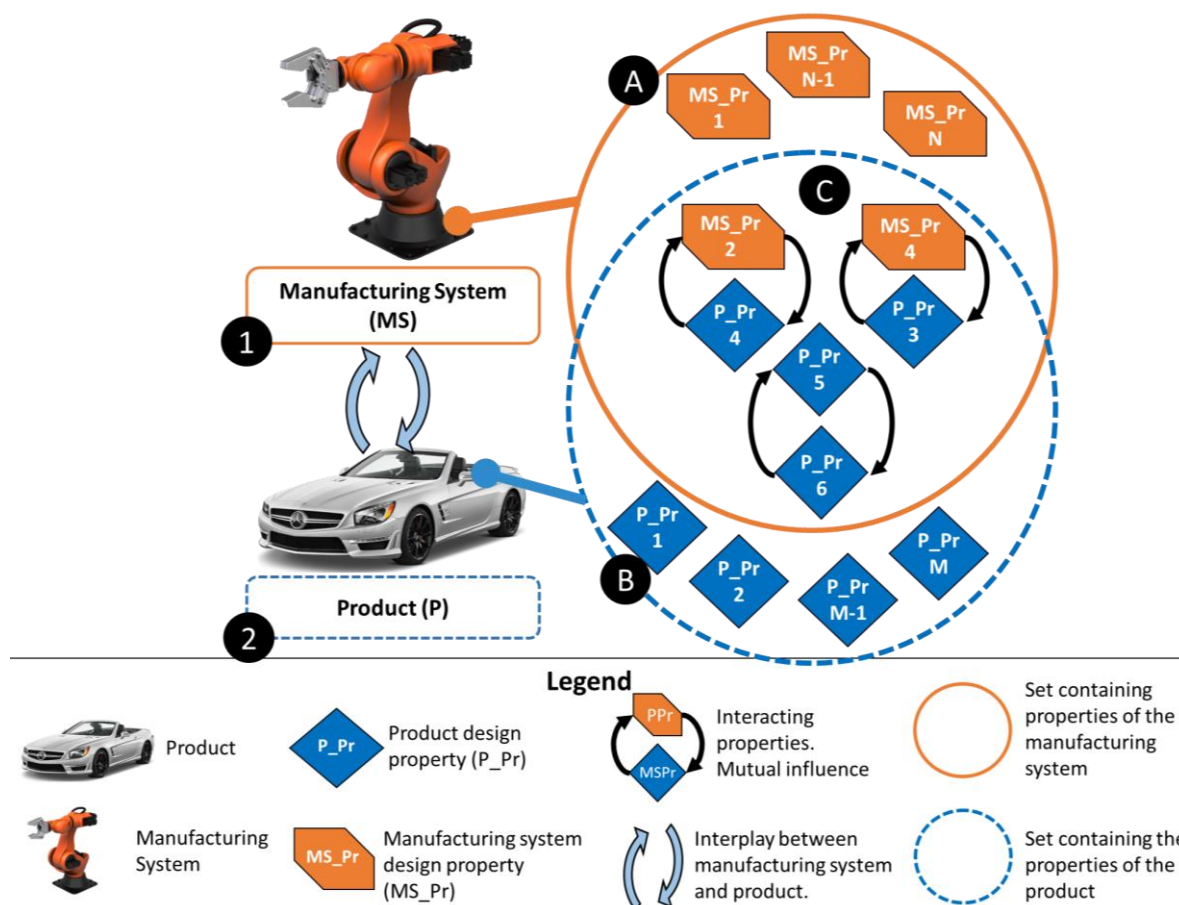 A
MS_Pr
1
MS_Pr
N-1
MS_Pr
N
C
MS_Pr
2
MS_Pr
4
P_Pr
4
P_Pr
3
P_Pr
5
P_Pr
6
Manufacturing System
(MS)
1
P_Pr
1
P_Pr
2
P_Pr
M-1
P_Pr
M
B
Product (P)
2
Legend
Product
P_Pr
Product design
property (P_Pr)
PPr
MSPr
Interacting
properties.
Mutual influence
Set containing
properties of the
manufacturing
system
Manufacturing
System
MS_Pr
Manufacturing system
design property
(MS_Pr)
Interplay between
manufacturing system
and product.
Set containing the
properties of the
product